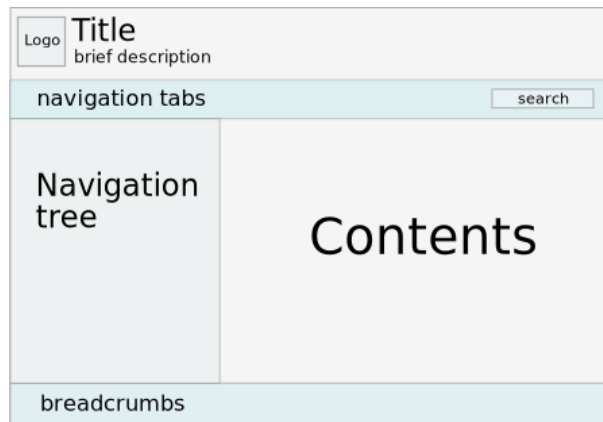 Logo
Title
brief description
navigation tabs
search
Navigation
tree
Contents
breadcrumbs